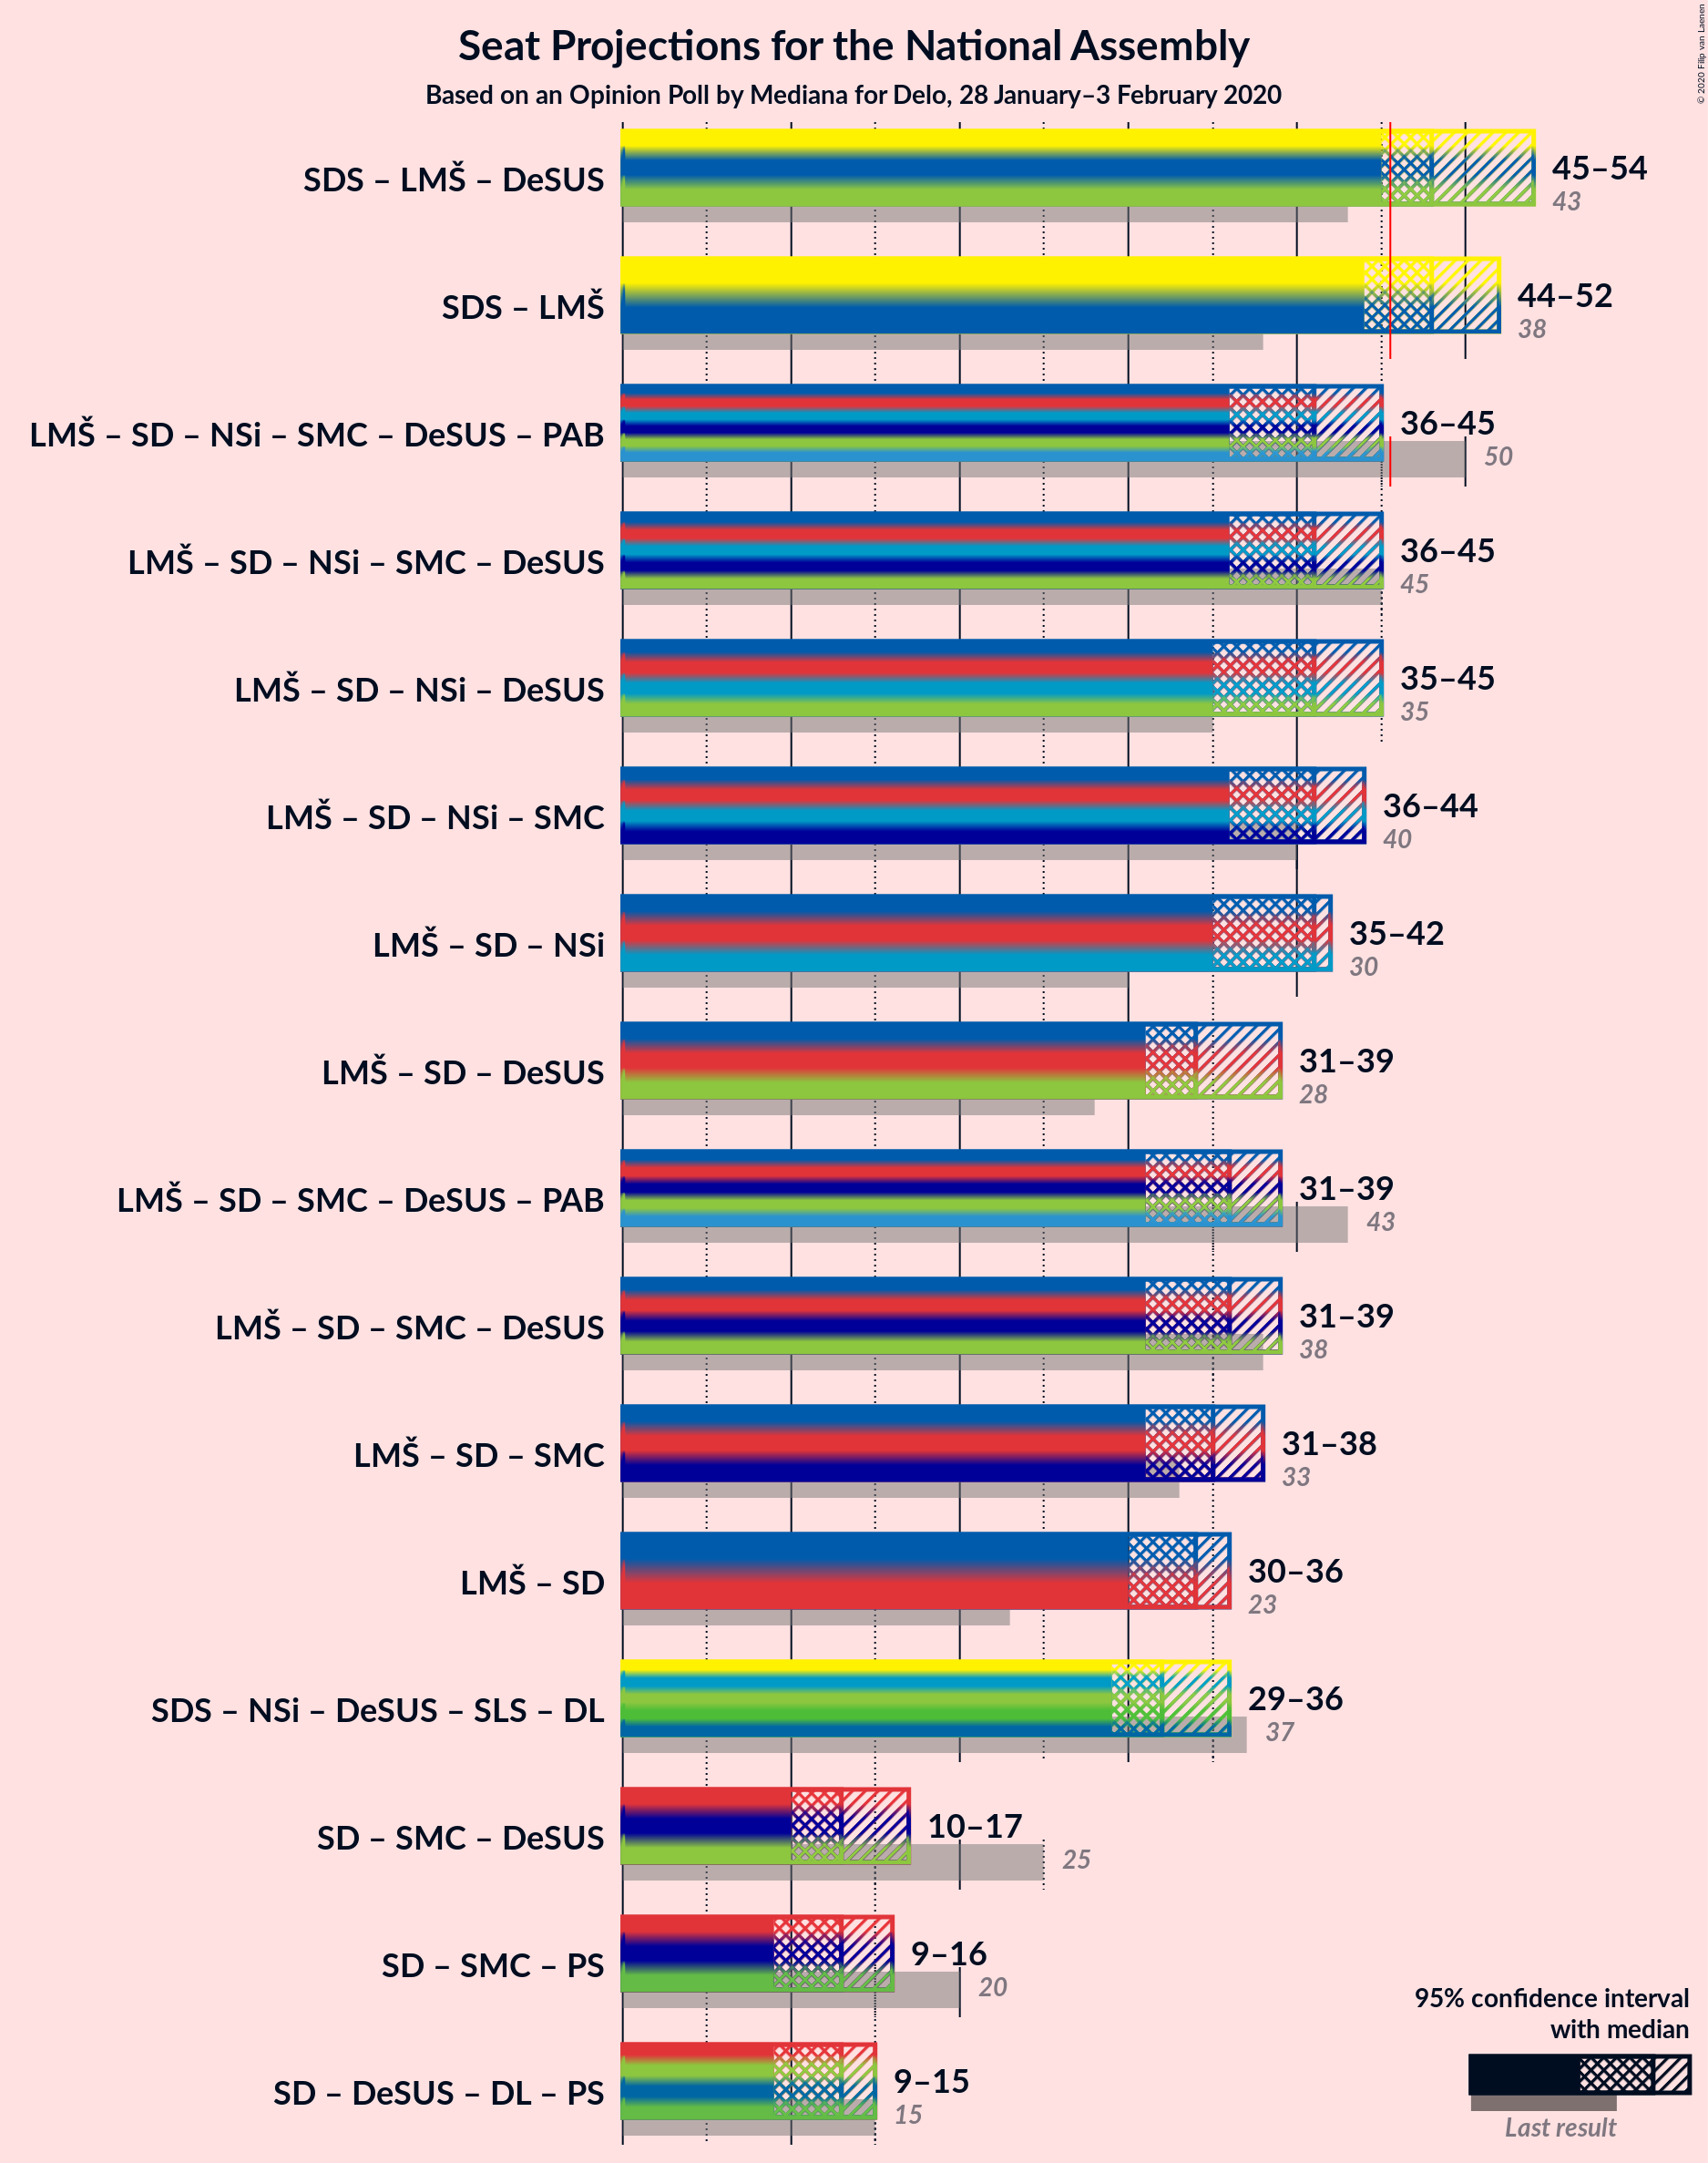 Seat Projections for the National Assembly
Based on an Opinion Poll by Mediana for Delo, 28 January–3 February 2020
© 2020 Filip van Laenen
SDS – LMŠ – DeSUS
45–54
43
SDS – LMŠ
44–52
38
LMŠ – SD – NSi – SMC – DeSUS – PAB
36–45
50
LMŠ – SD – NSi – SMC – DeSUS
36–45
45
LMŠ – SD – NSi – DeSUS
35–45
35
LMŠ – SD – NSi – SMC
36–44
40
LMŠ – SD – NSi
35–42
30
LMŠ – SD – DeSUS
31–39
28
LMŠ – SD – SMC – DeSUS – PAB
31–39
43
LMŠ – SD – SMC – DeSUS
31–39
38
LMŠ – SD – SMC
31–38
33
LMŠ – SD
30–36
23
SDS – NSi – DeSUS – SLS – DL
29–36
37
SD – SMC – DeSUS
10–17
25
SD – SMC – PS
9–16
20
SD – DeSUS – DL – PS
9–15
15
95% confidence interval
with median
Last result